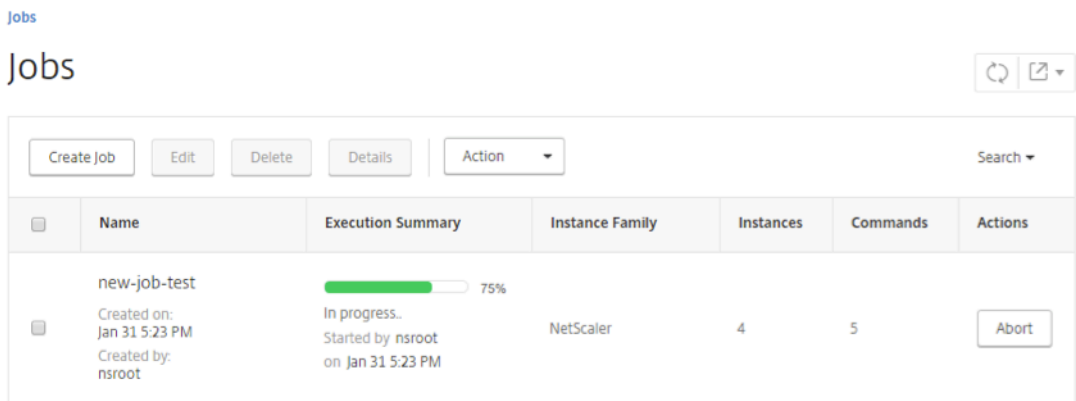 Jobs
Jobs
Create Job Edit Delete Details Action Search
Name Execution Summary Instance Family Instances Commands Actions
new-job-test
Created on:
Jan 31 5:23 PM
Created by:
nsroot
75%
In progress..
Started by nsroot
on Jan 31 5:23 PM
NetScaler
4
5
Abort